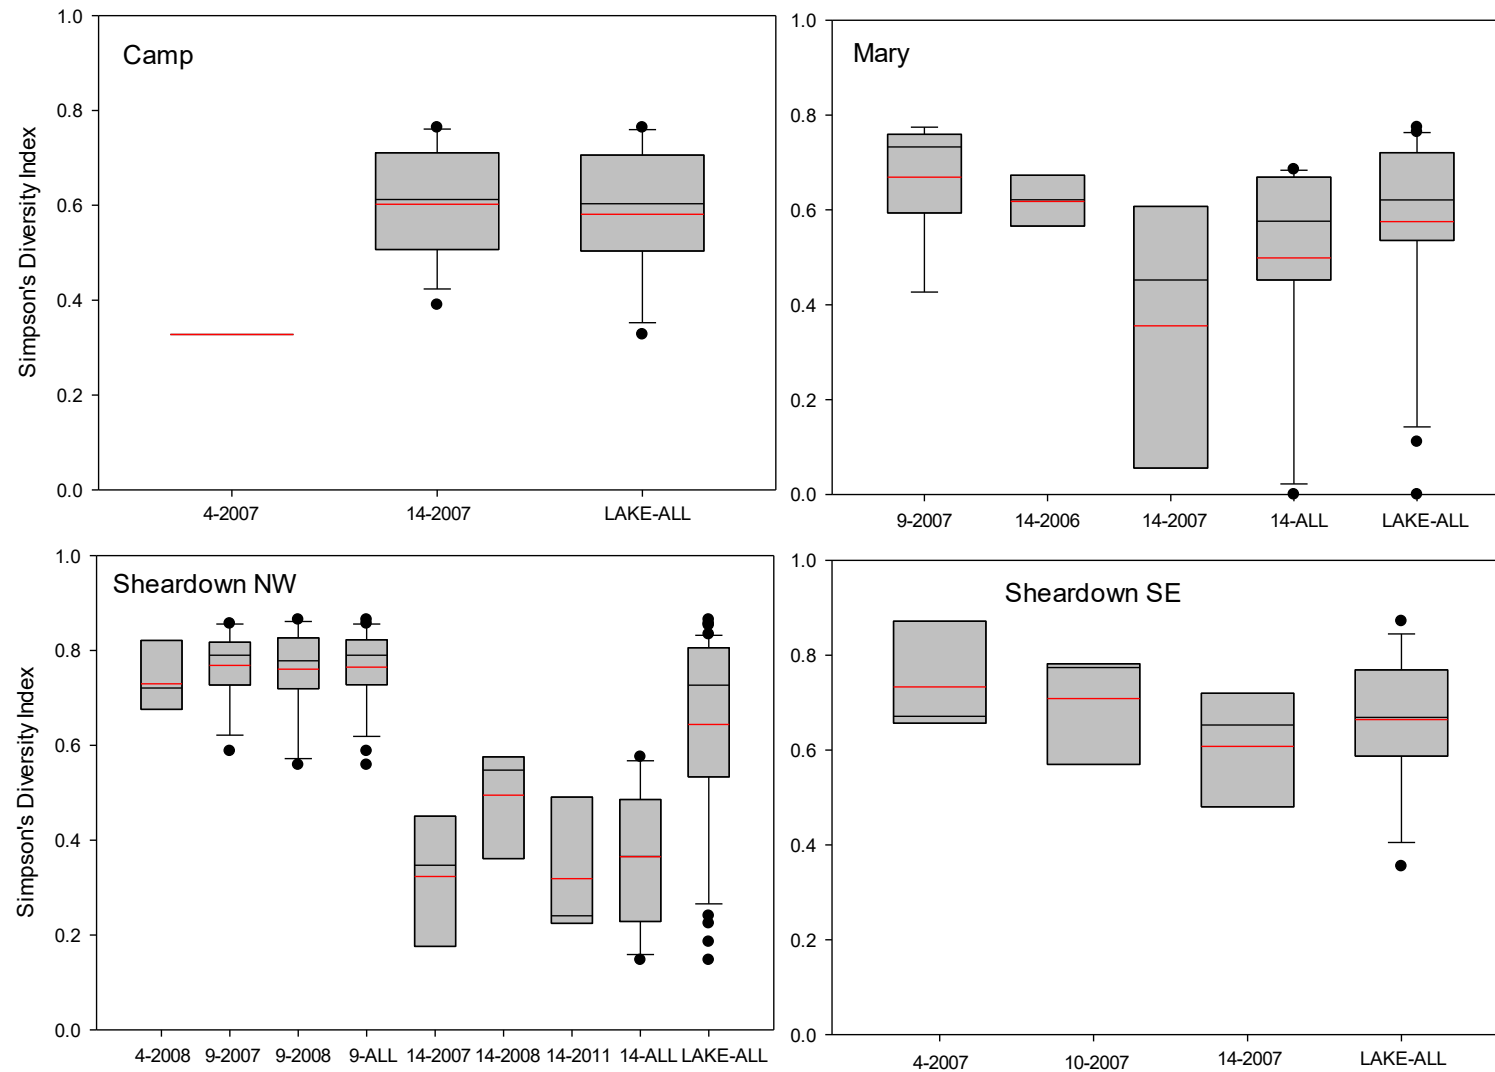 Camp
Simpson's Diversity Index
1.0
0.8
0.6
0.4
0.2
0.0
4-2007 14-2007 LAKE-ALL
Mary
1.0
0.8
0.6
0.4
0.2
0.0
9-2007 14-2006 14-2007 14-ALL LAKE-ALL
Sheardown NW
Simpson's Diversity Index
1.0
0.8
0.6
0.4
0.2
0.0
4-2008 9-2007 9-2008 9-ALL 14-2007 14-2008 14-2011 14-ALL LAKE-ALL
Sheardown SE
1.0
0.8
0.6
0.4
0.2
0.0
4-2007 10-2007 14-2007 LAKE-ALL